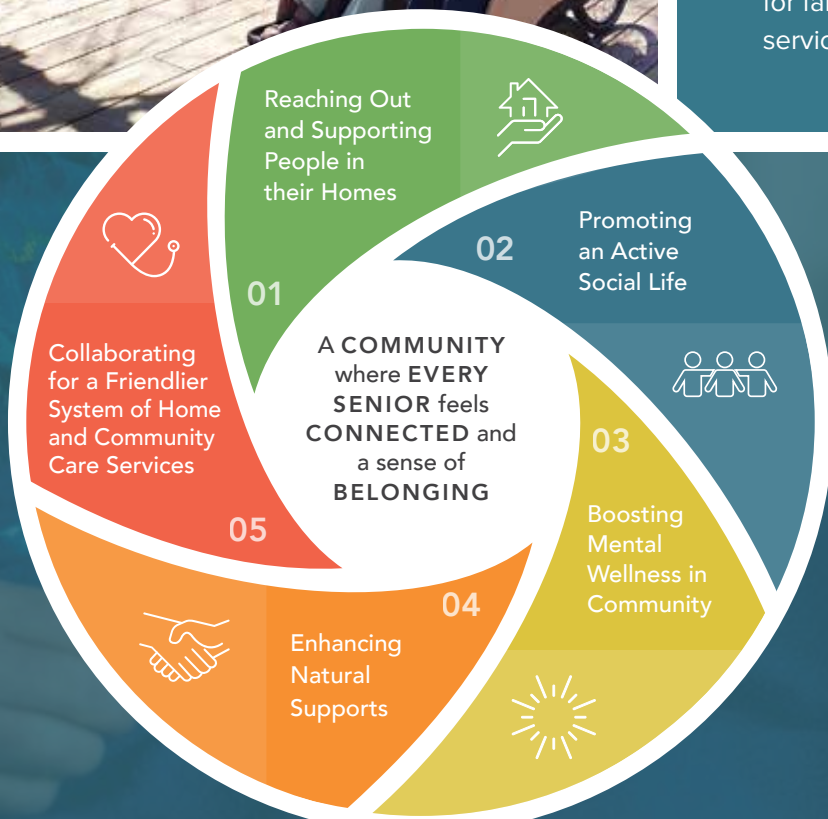 servic
Reaching Out
and Supporting
People in
their Homes
01
02
Promoting
an Active
Social Life
03
Boosting
Mental
Wellness in
Community
04
Enhancing
Natural
Supports
05
Collaborating
for a Friendlier
System of Home
and Community
Care Services
A COMMUNITY
where EVERY
SENIOR feels
CONNECTED and
a sense of
BELONGING